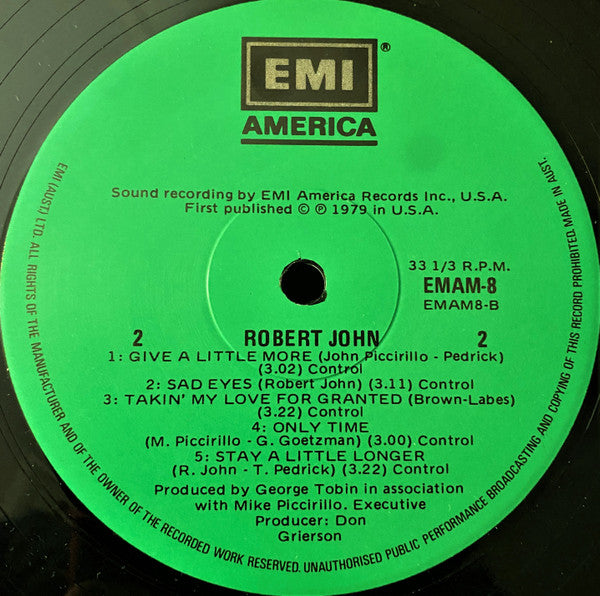 EMI®
AMERICA
Sound recording by EMI America Records Inc., U.S.A.
First published © ℗ 1979 in U.S.A.
33 1/3 R.P.M.
EMAM-8
EMAM8-B
2 ROBERT JOHN 2
1: GIVE A LITTLE MORE (John Piccirillo - Pedrick)
(3.02) Control
2: SAD EYES (Robert John) (3.11) Control
3: TAKIN' MY LOVE FOR GRANTED (Brown-Labes)
(3.22) Control
4: ONLY TIME
(M. Piccirillo - G. Goetzman) (3.00) Control
5: STAY A LITTLE LONGER
(R. John - T. Pedrick) (3.22) Control
Produced by George Tobin in association
with Mike Piccirillo. Executive
Producer: Don
Grierson
EMI (AUST) LTD. ALL RIGHTS OF THE MANUFACTURER AND OF THE OWNER OF THE RECORDED WORK RESERVED. UNAUTHORISED PUBLIC PERFORMANCE BROADCASTING AND COPYING OF THIS RECORD PROHIBITED. MADE IN AUST.